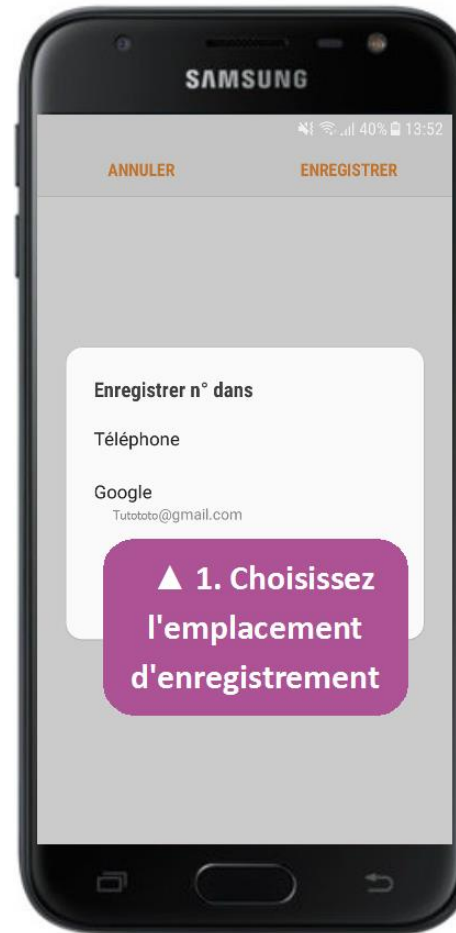 SAMSUNG
40% 13:52
ANNULER ENREGISTRER
Enregistrer n° dans
Téléphone
Google
Tutototo@gmail.com
▲ 1. Choisissez
l'emplacement
d'enregistrement